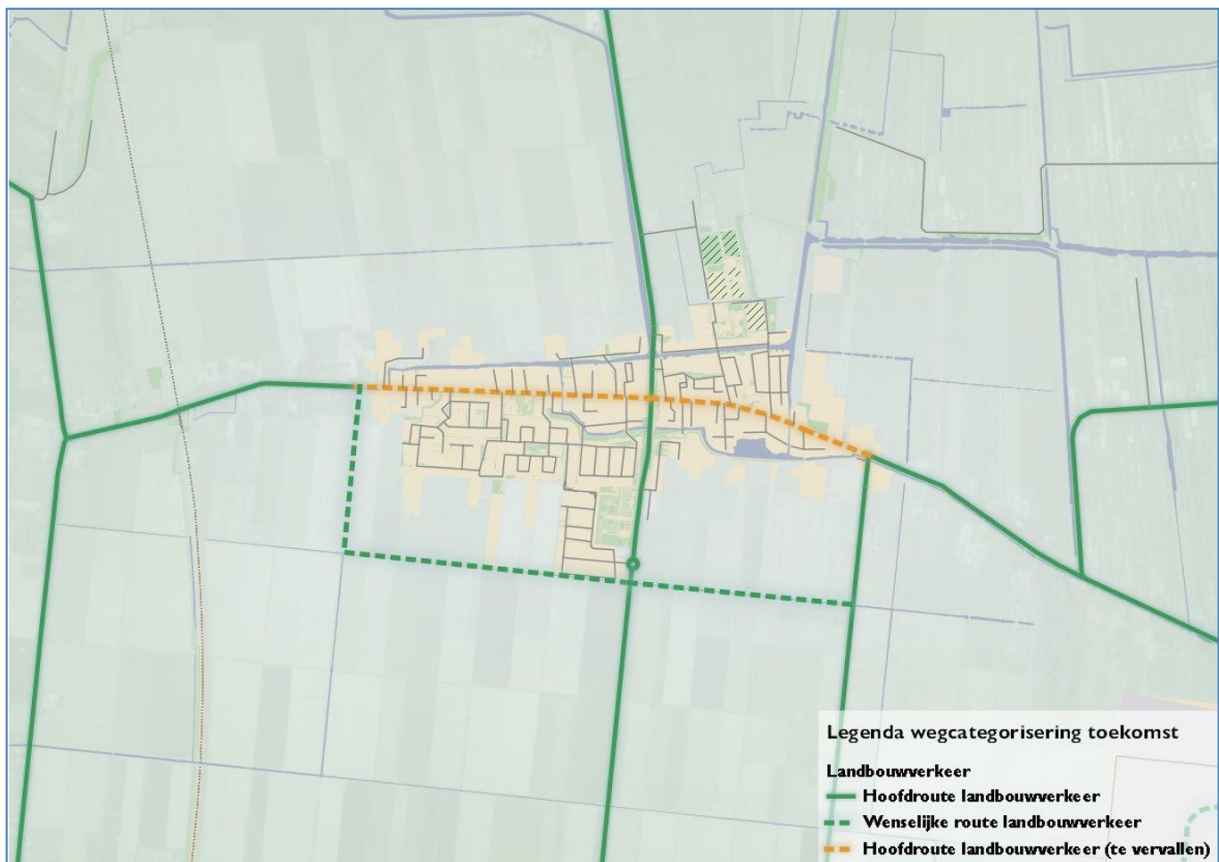 Legenda wegcategorisering toekomst
Landbouwverkeer
Hoofdroute landbouwverkeer
Wenselijke route landbouwverkeer
Hoofdroute landbouwverkeer (te vervallen)